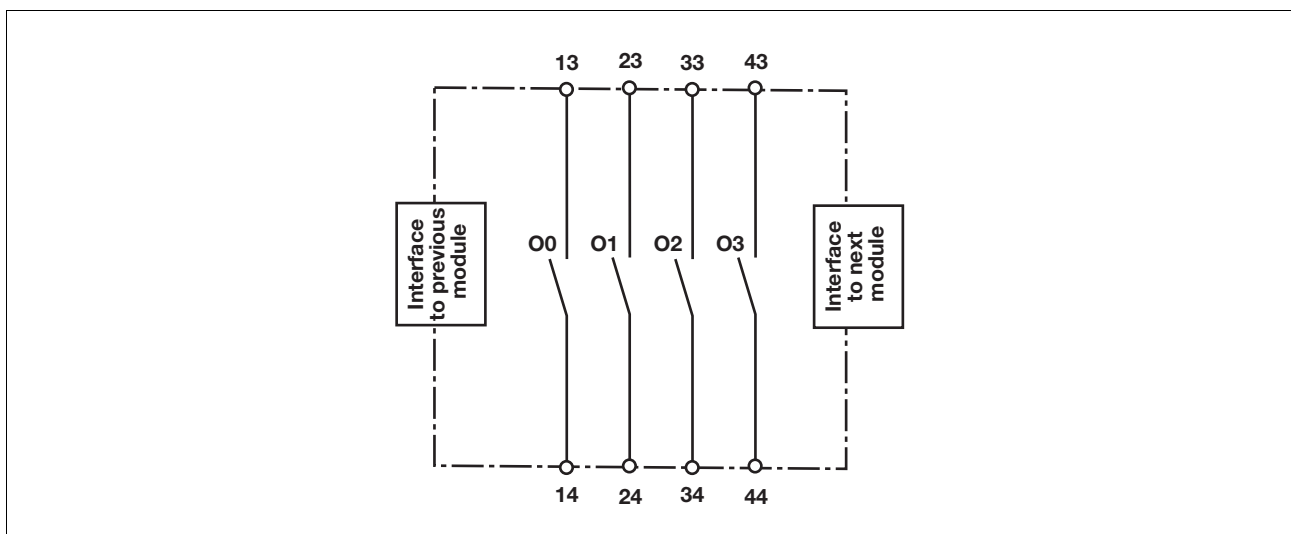 13 23 33 43
Interface
to previous
module
O0 O1 O2 O3
Interface
to next
module
14 24 34 44